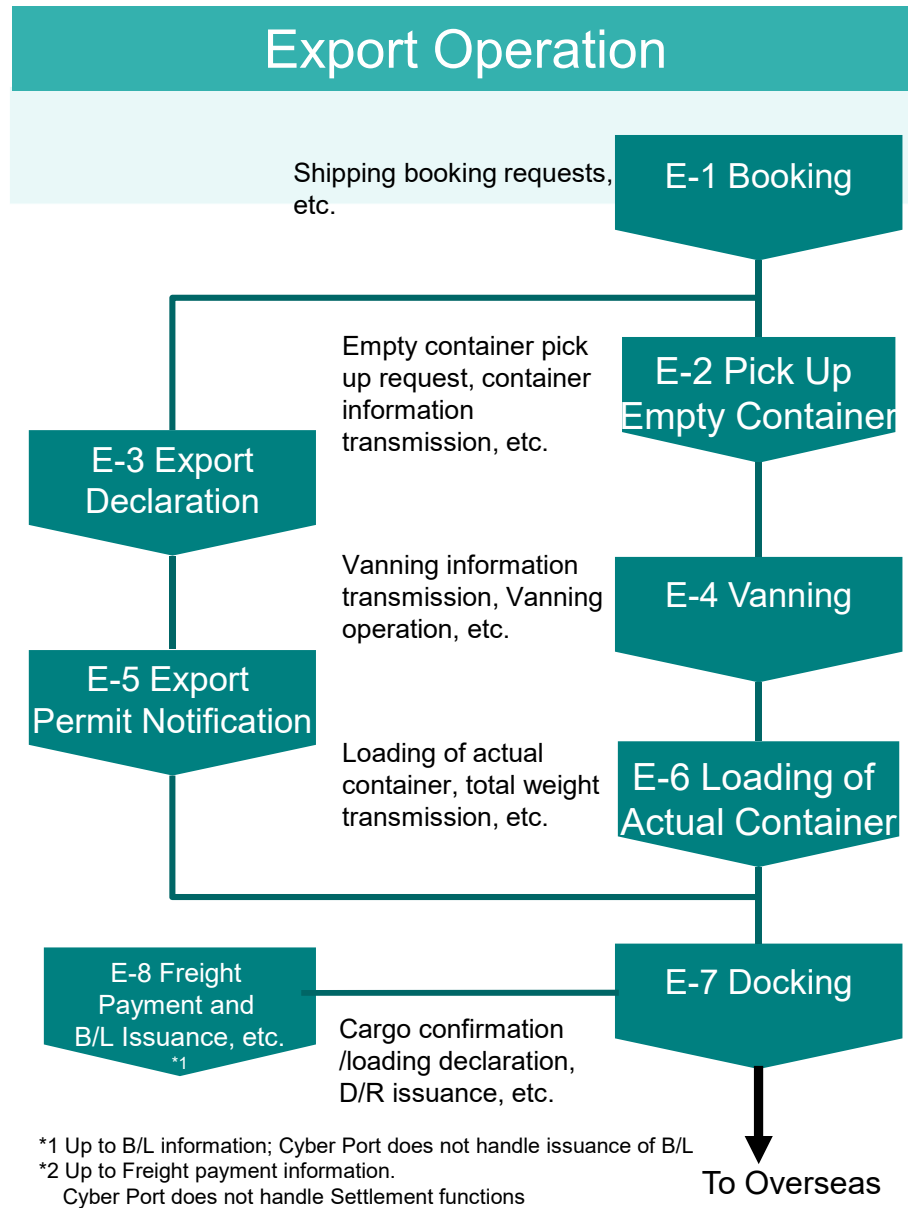 Export Operation
Shipping booking requests,
etc.
E-1 Booking
Empty container pick
up request, container
information
transmission, etc.
E-2 Pick Up
Empty Container
E-3 Export
Declaration
Vanning information
transmission, Vanning
operation, etc.
E-4 Vanning
E-5 Export
Permit Notification
Loading of actual
container, total weight
transmission, etc.
E-6 Loading of
Actual Container
E-8 Freight
Payment and
B/L Issuance, etc.
*1
Cargo confirmation
/loading declaration,
D/R issuance, etc.
E-7 Docking
*1 Up to B/L information; Cyber Port does not handle issuance of B/L
*2 Up to Freight payment information.
Cyber Port does not handle Settlement functions
To Overseas